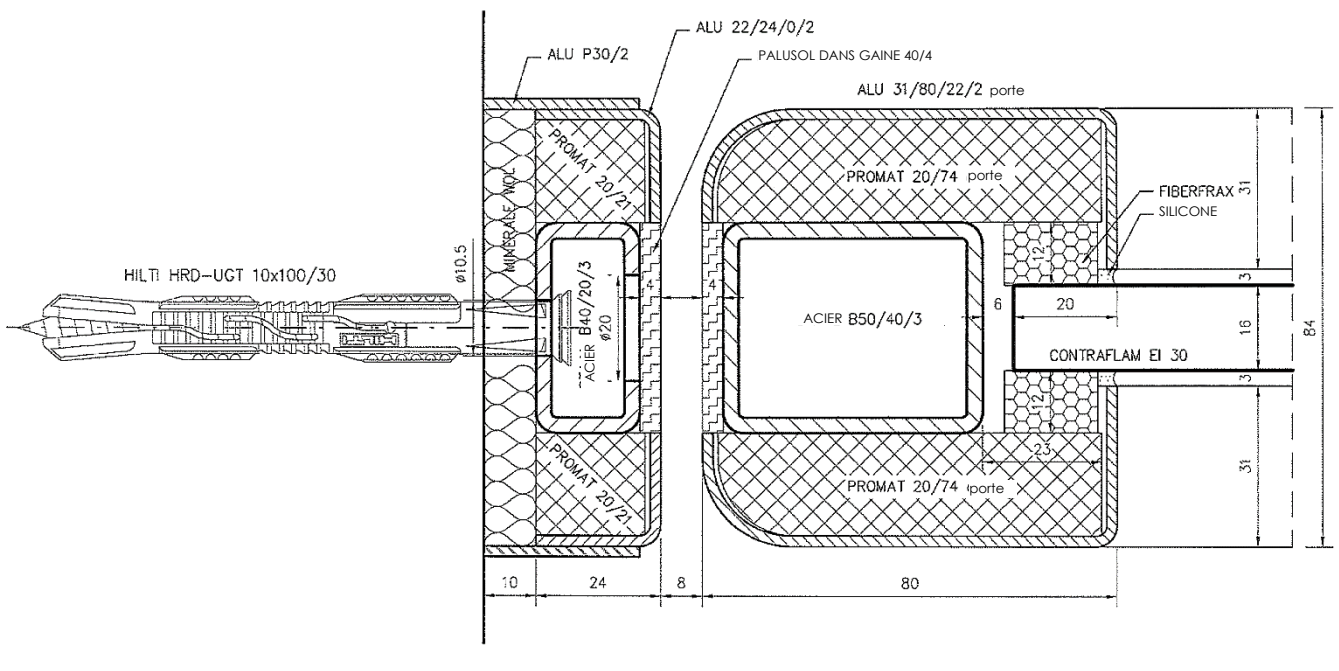 ALU 22/24/0/2
ALU P30/2
PALUSOL DANS GAINE 40/4
ALU 31/80/22/2 porte
PROMAT 20/21
MINERALE WOL
PROMAT 20/74 porte
FIBERFRAX
SILICONE
31
HILTI HRD-UGT 10x100/30
ø10.5
ACIER B40/20/3
ø20
4
4
12
3
ACIER B50/40/3
6
20
16
84
CONTRAFLAM EI 30
3
12
23
31
PROMAT 20/21
PROMAT 20/74 porte
10
24
8
80